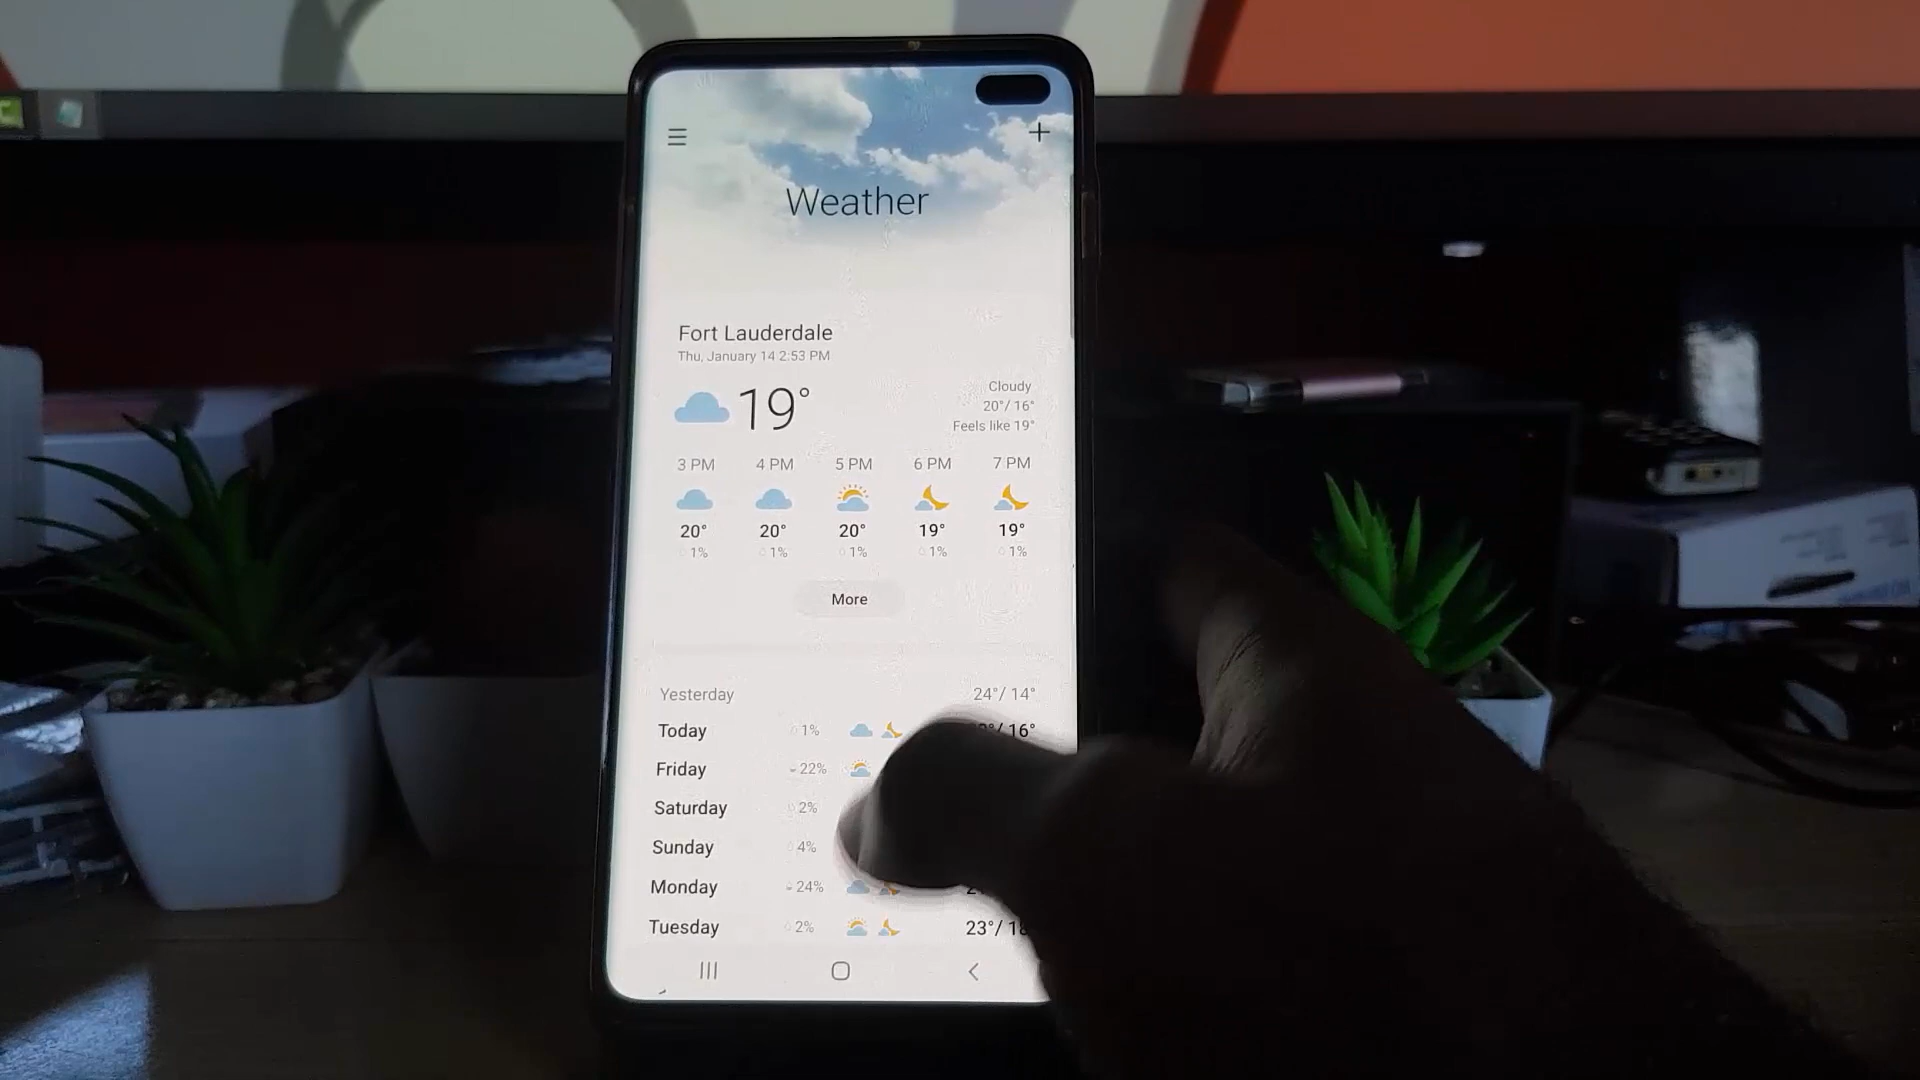 Weather
Fort Lauderdale
Thu, January 14 2:53 PM
19°
Cloudy
20°/ 16°
Feels like 19°
3 PM 4 PM 5 PM 6 PM 7 PM
20° 20° 20° 19° 19°
1% 1% 1% 1% 1%
More
Yesterday 24°/ 14°
Today 1% 16°
Friday 22%
Saturday 2%
Sunday 4%
Monday 24%
Tuesday 2% 23°/